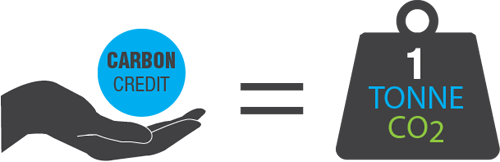 CARBON
CREDIT
=
1
TONNE
CO2